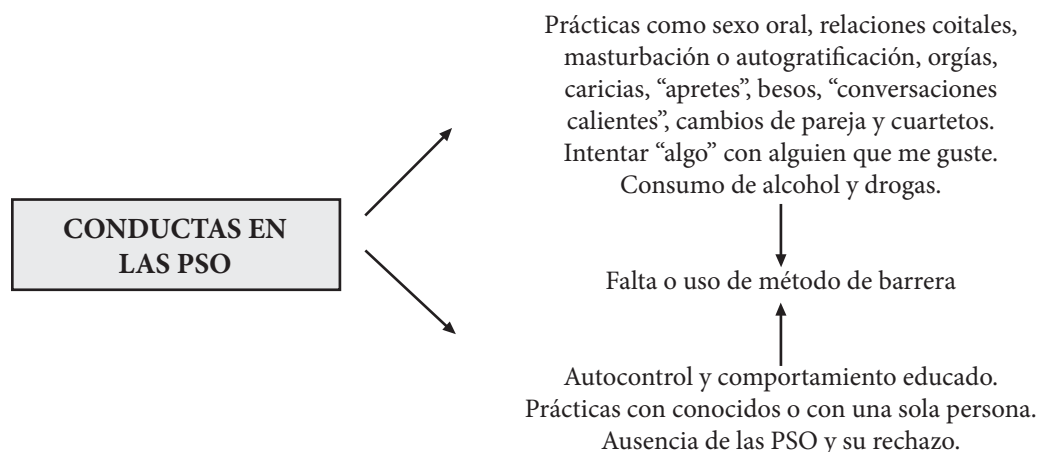 Prácticas como sexo oral, relaciones coitales,
masturbación o autogratificación, orgías,
caricias, “apretes”, besos, “conversaciones
calientes”, cambios de pareja y cuartetos.
Intentar “algo” con alguien que me guste.
Consumo de alcohol y drogas.
CONDUCTAS EN
LAS PSO
Falta o uso de método de barrera
Autocontrol y comportamiento educado.
Prácticas con conocidos o con una sola persona.
Ausencia de las PSO y su rechazo.